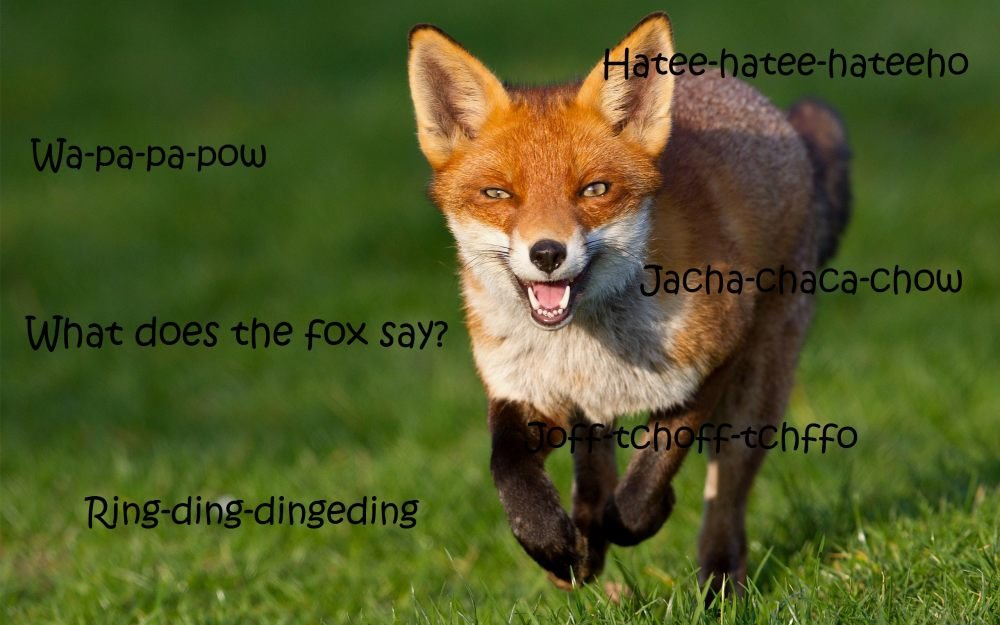 Hatee-hatee-hateeho
Wa-pa-pa-pow
Jacha-chaca-chow
What does the fox say?
Joff-tchoff-tchffo
Ring-ding-dingeding